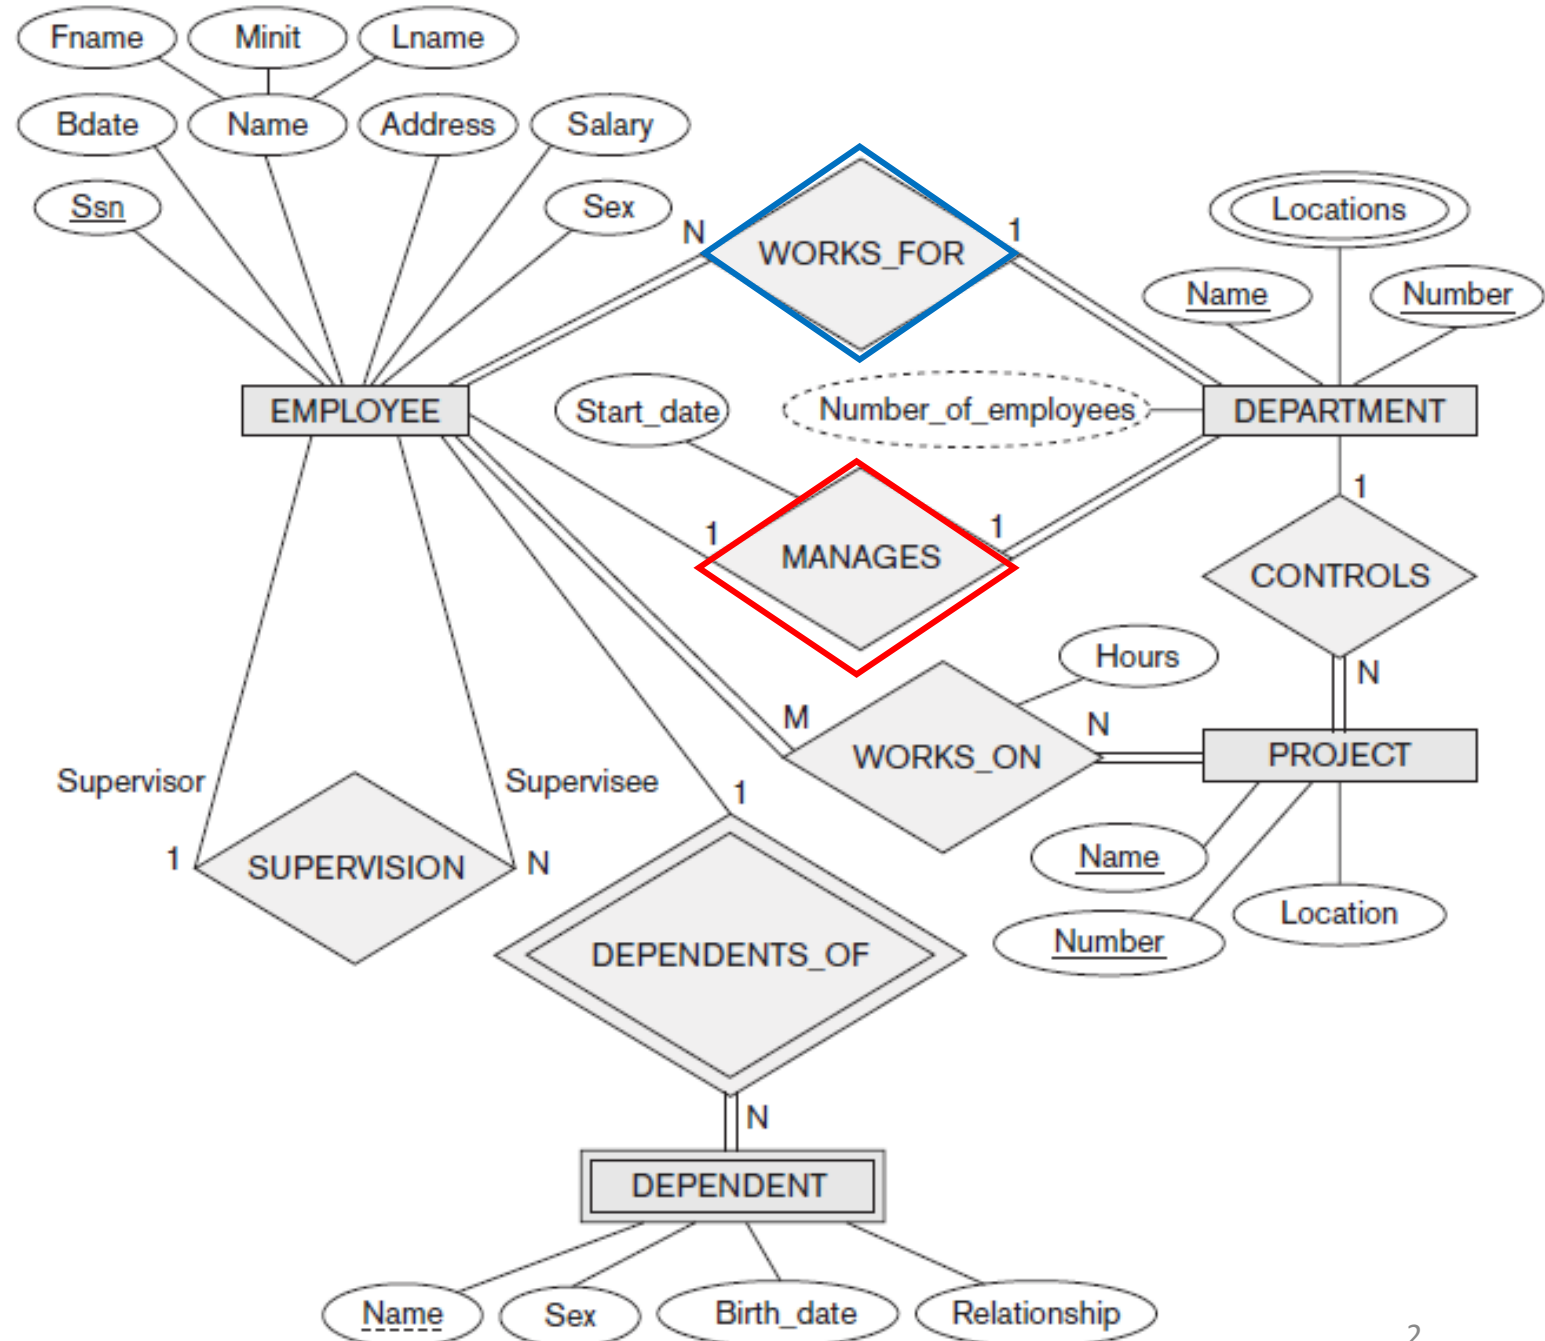 Fname Minit Lname
Bdate Name Address Salary
Ssn Sex
N WORKS_FOR 1
Locations
Name Number
EMPLOYEE Start_date Number_of_employees DEPARTMENT
1 MANAGES 1
1
CONTROLS
N
Hours
M WORKS_ON N
PROJECT
Supervisor Supervisee
1 SUPERVISION N
1
Name
Number
Location
DEPENDENTS_OF
N
DEPENDENT
Name Sex Birth_date Relationship
2